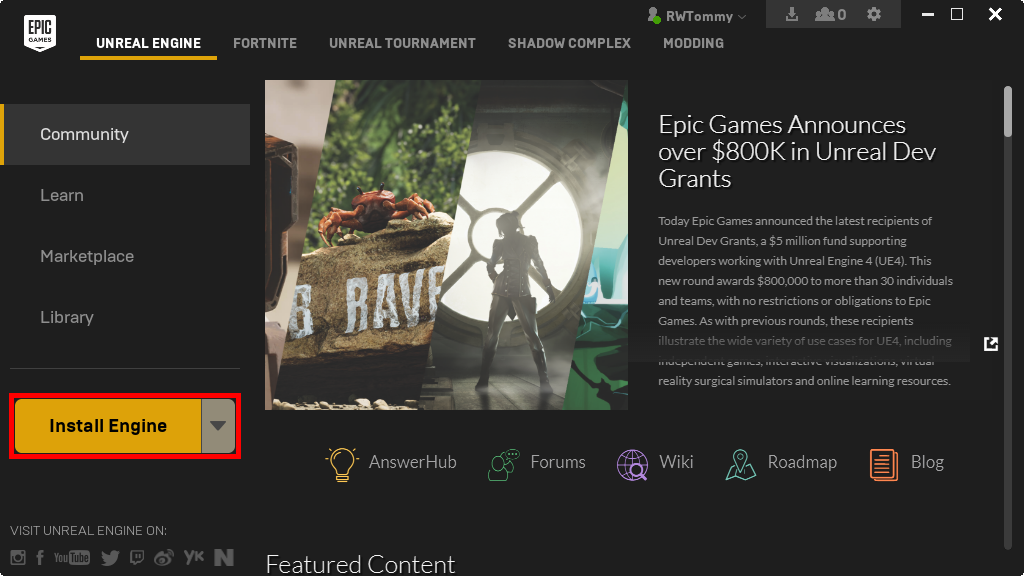 EPIC
GAMES
RWTommy
0
UNREAL ENGINE
FORTNITE
UNREAL TOURNAMENT
SHADOW COMPLEX
MODDING
Community
Learn
Marketplace
Library
Install Engine
VISIT UNREAL ENGINE ON:
YouTube
B RAVE
Epic Games Announces
over $800K in Unreal Dev
Grants
Today Epic Games announced the latest recipients of
Unreal Dev Grants, a $5 million fund supporting
developers working with Unreal Engine 4 (UE4). This
new round awards $800,000 to more than 30 individuals
and teams, with no restrictions or obligations to Epic
Games. As with previous rounds, these recipients
illustrate the wide variety of use cases for UE4, including
independent games, interactive visualizations, virtual
reality surgical simulators and online learning resources.
AnswerHub
Forums
Wiki
Roadmap
Blog
Featured Content